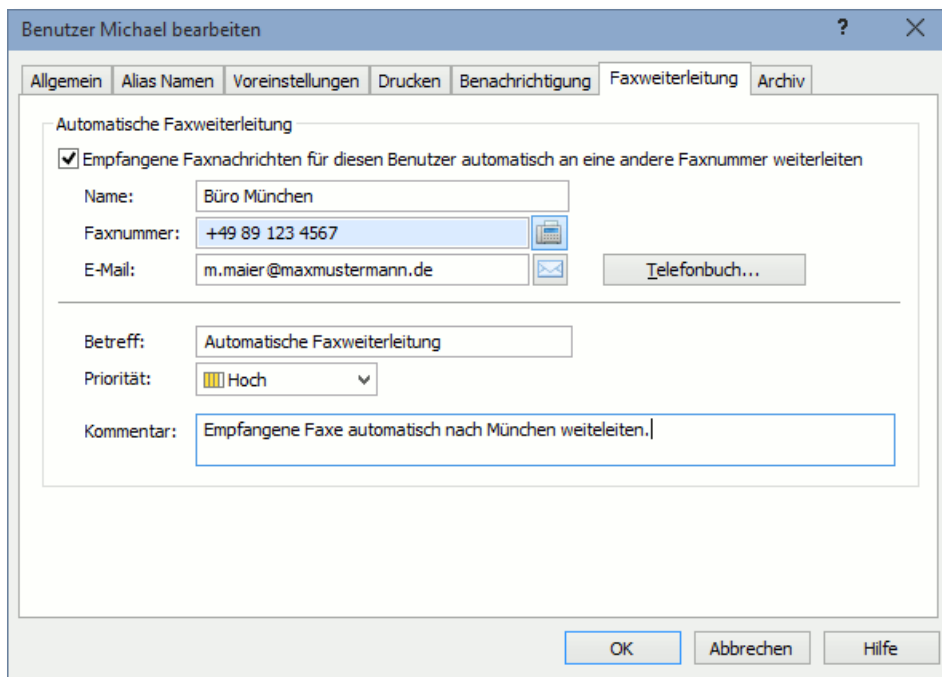 Benutzer Michael bearbeiten ?
Allgemein Alias Namen Voreinstellungen Drucken Benachrichtigung Faxweiterleitung Archiv
Automatische Faxweiterleitung
Empfangene Faxnachrichten für diesen Benutzer automatisch an eine andere Faxnummer weiterleiten
Name: Büro München
Faxnummer: +49 89 123 4567
E-Mail: m.maier@maxmustermann.de Telefonbuch...
Betreff: Automatische Faxweiterleitung
Priorität: Hoch
Kommentar: Empfangene Faxe automatisch nach München weiteleiten.
OK Abbrechen Hilfe